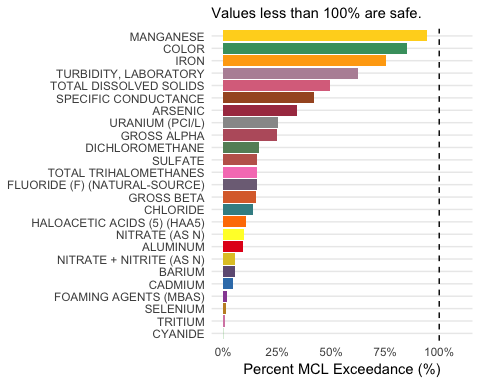 Values less than 100% are safe.
MANGANESE
COLOR
IRON
TURBIDITY, LABORATORY
TOTAL DISSOLVED SOLIDS
SPECIFIC CONDUCTANCE
ARSENIC
URANIUM (PCI/L)
GROSS ALPHA
DICHLOROMETHANE
SULFATE
TOTAL TRIHALOMETHANES
FLUORIDE (F) (NATURAL-SOURCE)
GROSS BETA
CHLORIDE
HALOACETIC ACIDS (5) (HAA5)
NITRATE (AS N)
ALUMINUM
NITRATE + NITRITE (AS N)
BARIUM
CADMIUM
FOAMING AGENTS (MBAS)
SELENIUM
TRITIUM
CYANIDE
0% 25% 50% 75% 100%
Percent MCL Exceedance (%)